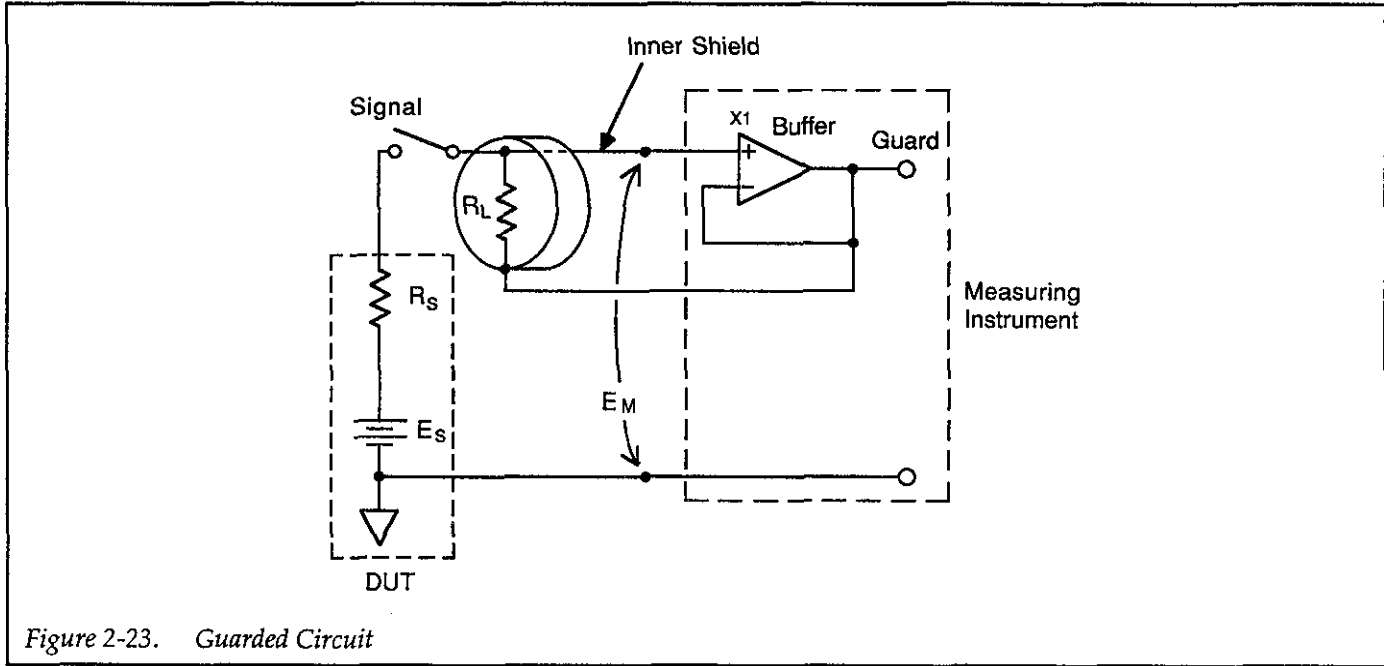 Inner Shield
Signal
X1
Buffer
Guard
+
−
RL
RS
Measuring
Instrument
EM
ES
DUT
Figure 2-23. Guarded Circuit